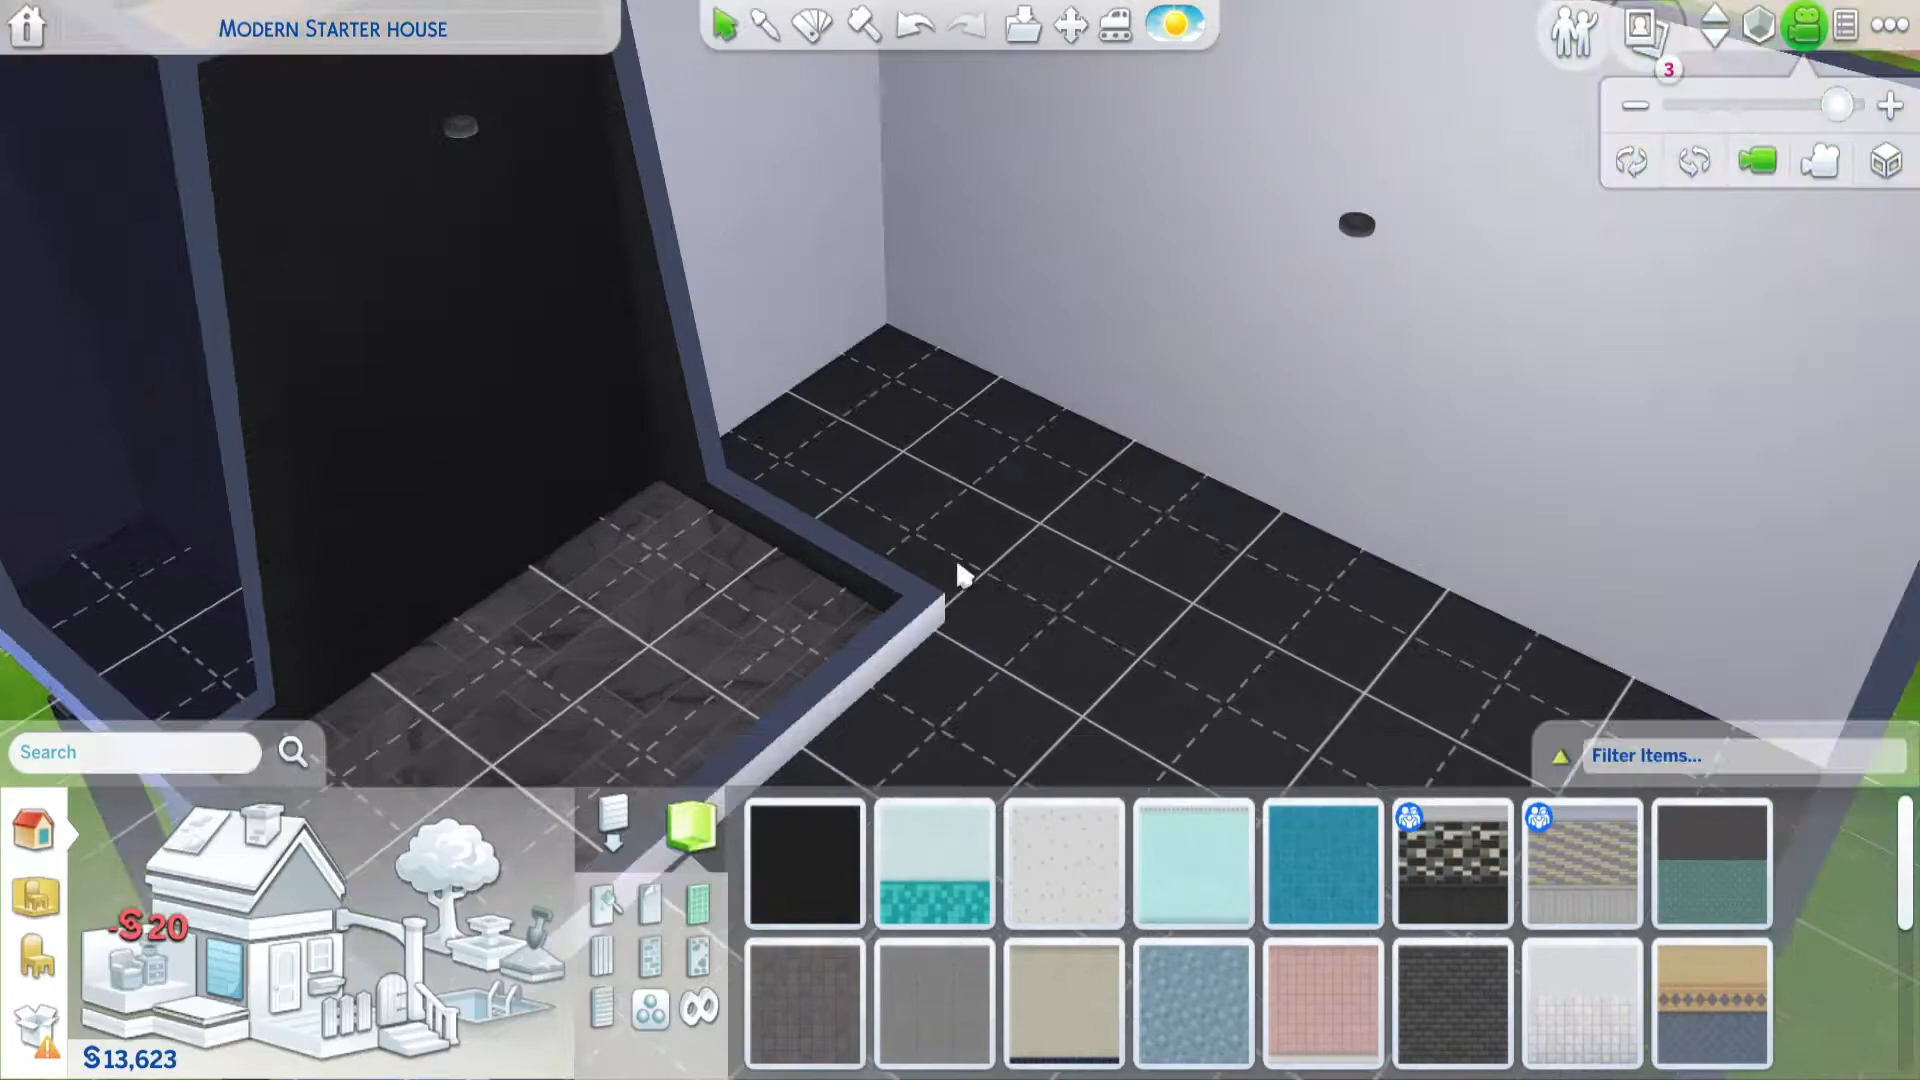 MODERN STARTER HOUSE
3
Search
Filter Items...
-§20
§13,623